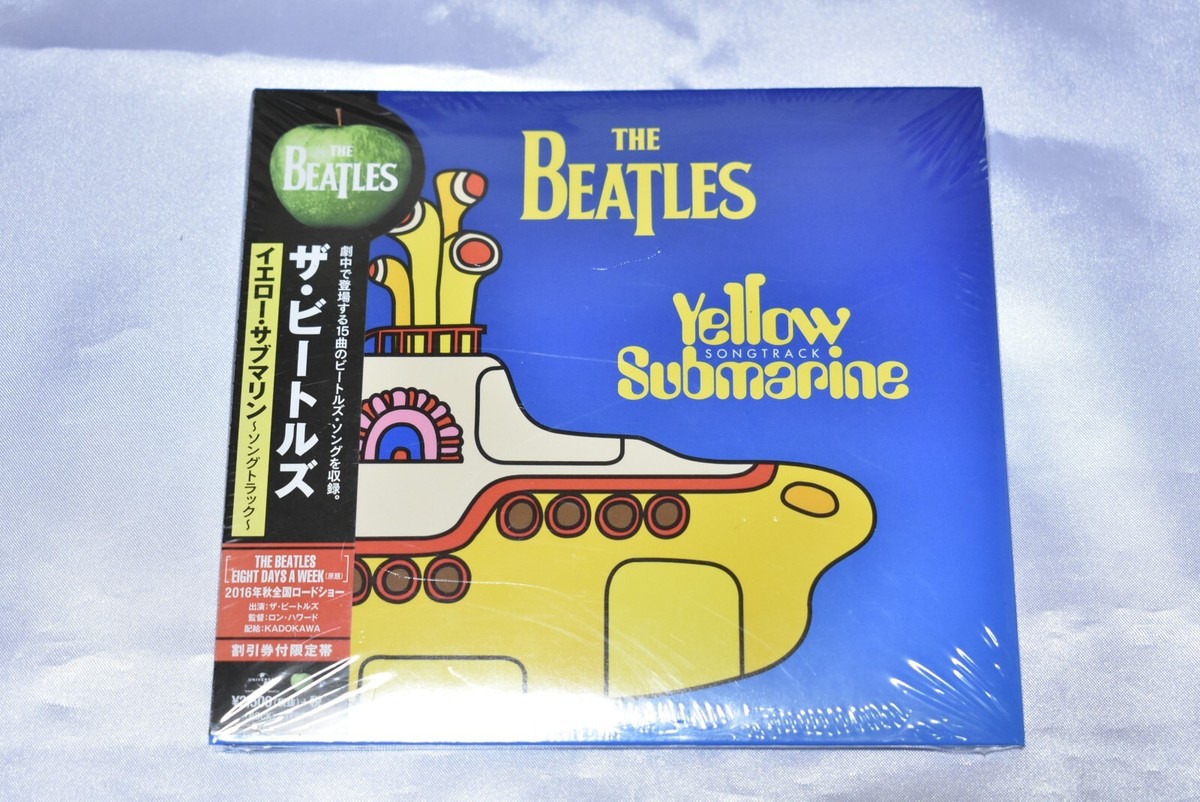 THE
BEATLES
劇中で登場する15曲のビートルズ・ソングを収録。
ザ・ビートルズ
イエロー・サブマリン~ソングトラック~
THE BEATLES
EIGHT DAYS A WEEK(原題)
2016年秋全国ロードショー
出演:ザ・ビートルズ
監督:ロン・ハワード
配給:KADOKAWA
割引券付限定帯
THE
BEATLES
Yellow
SONGTRACK
Submarine